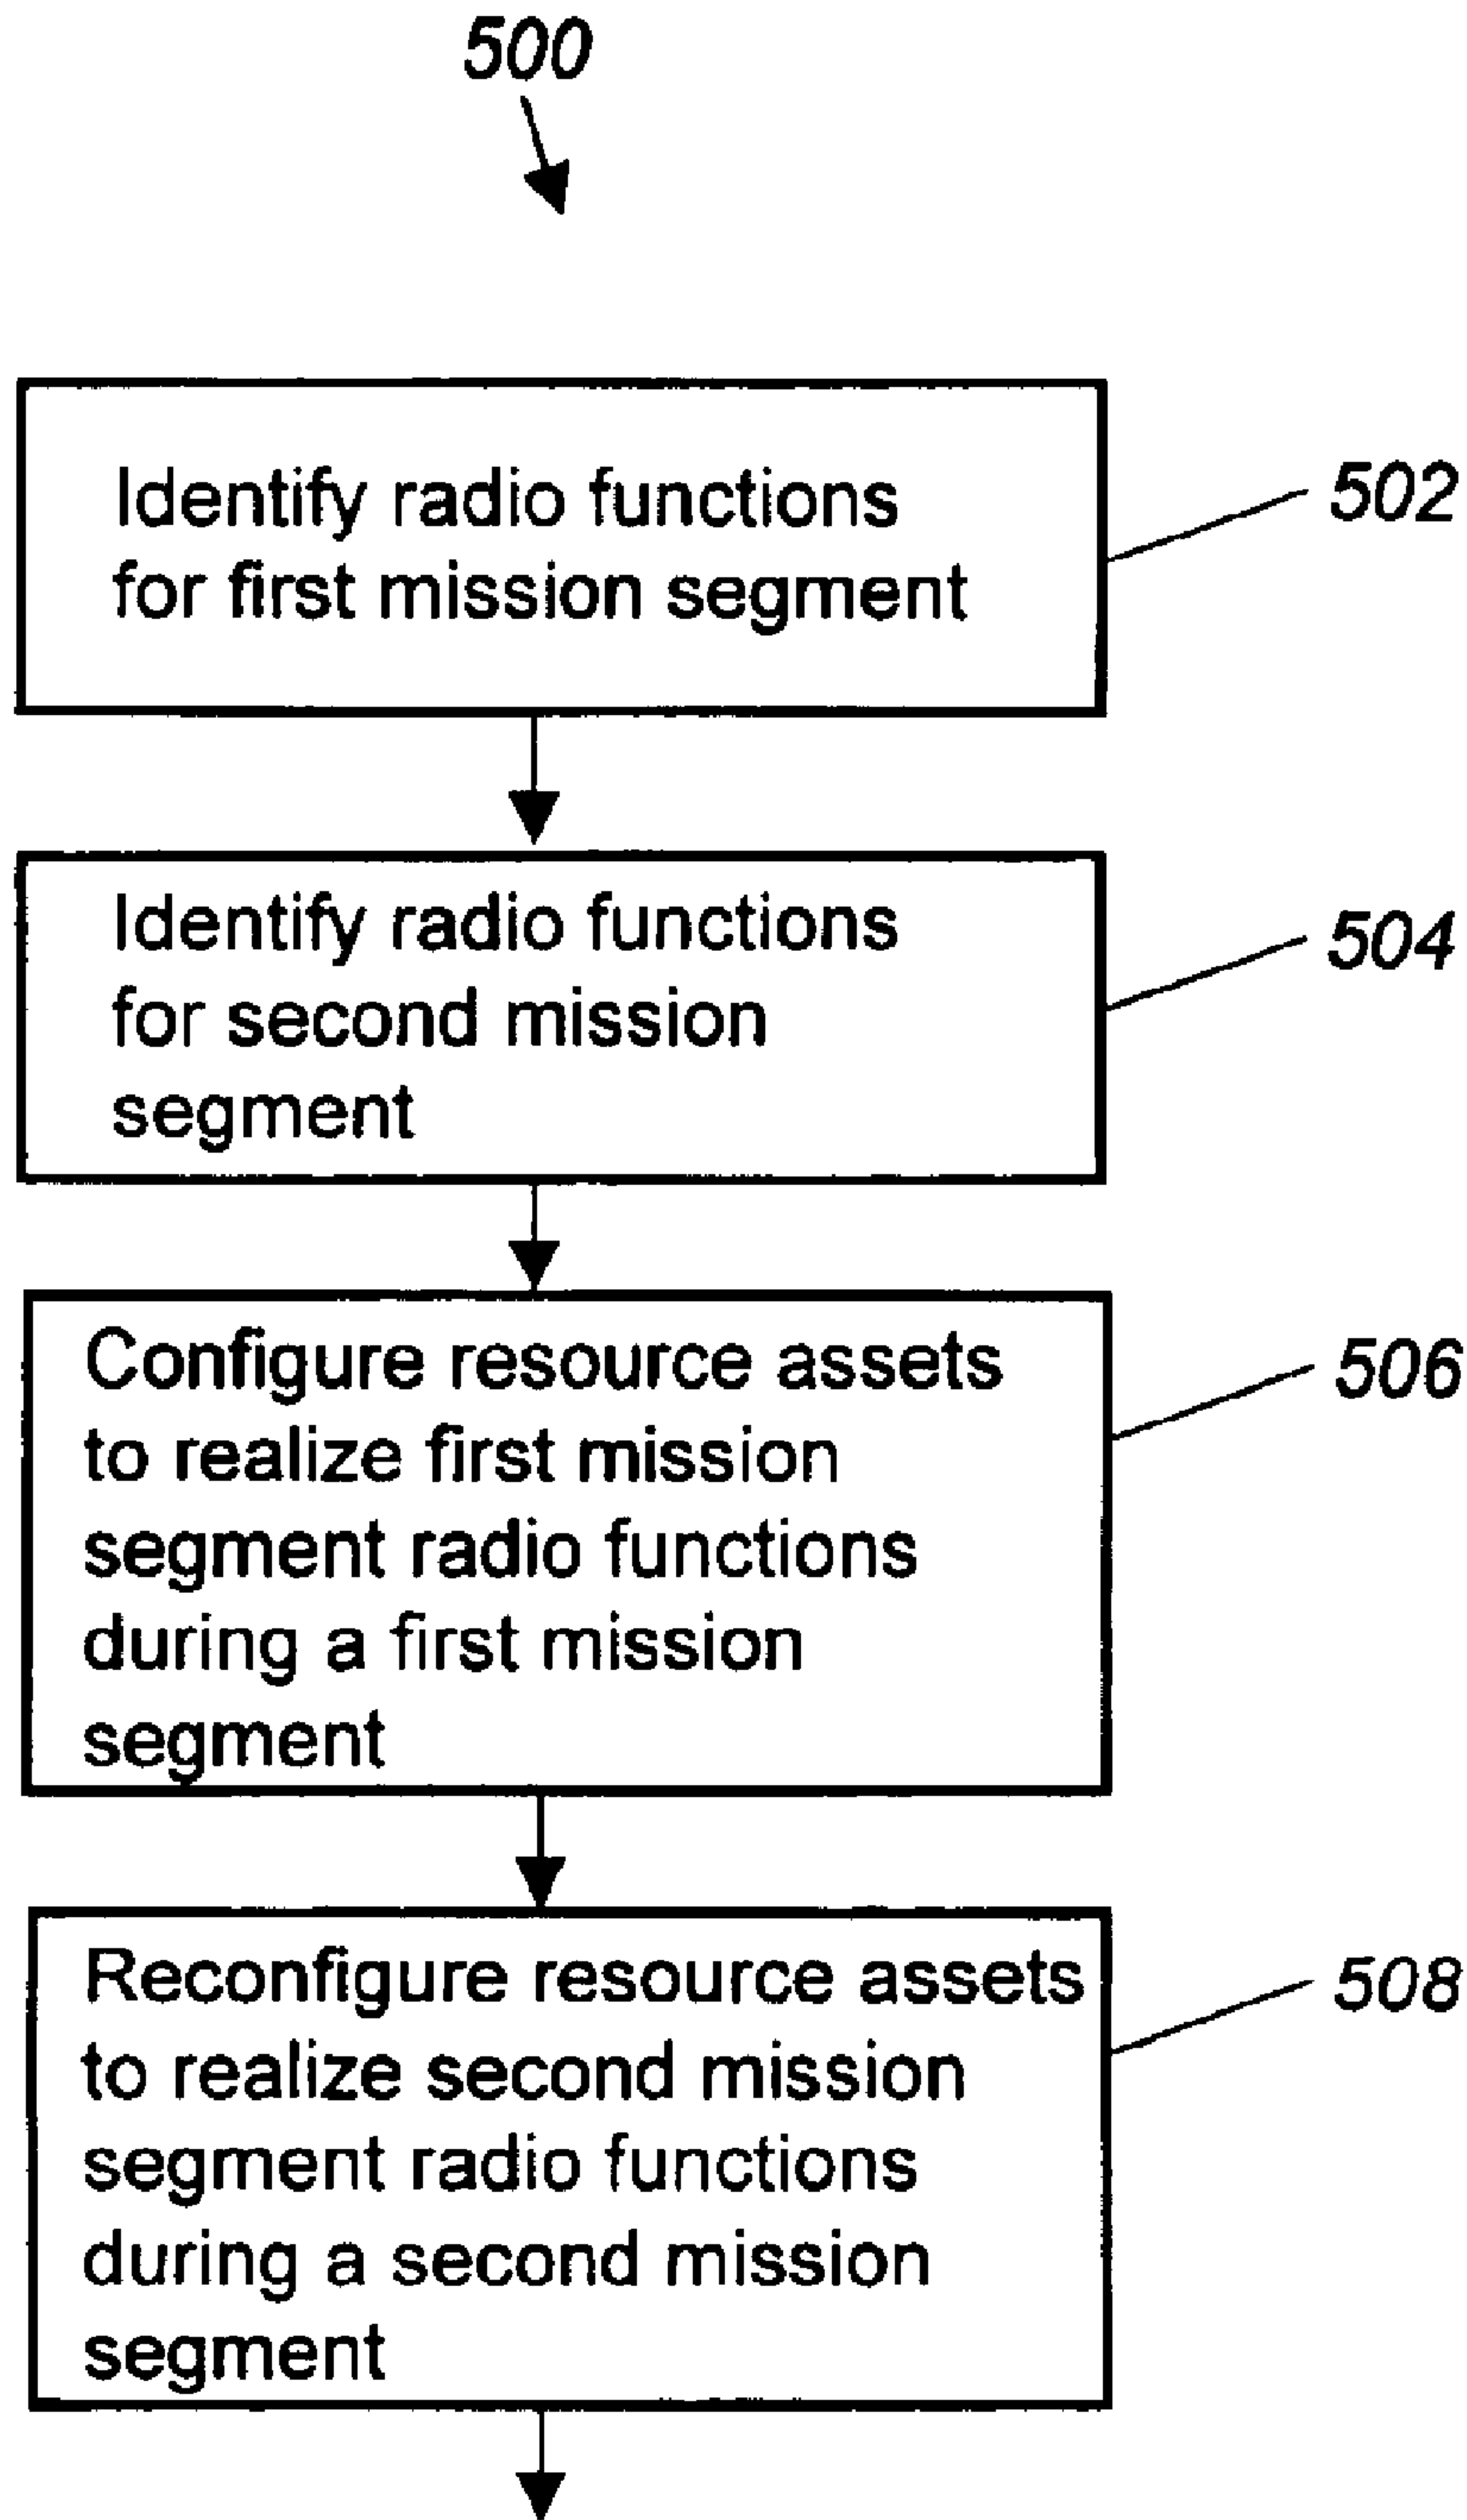 500
Identify radio functions
for first mission segment
502
Identify radio functions
for second mission
segment
504
Configure resource assets
to realize first mission
segment radio functions
during a first mission
segment
506
Reconfigure resource assets
to realize second mission
segment radio functions
during a second mission
segment
508